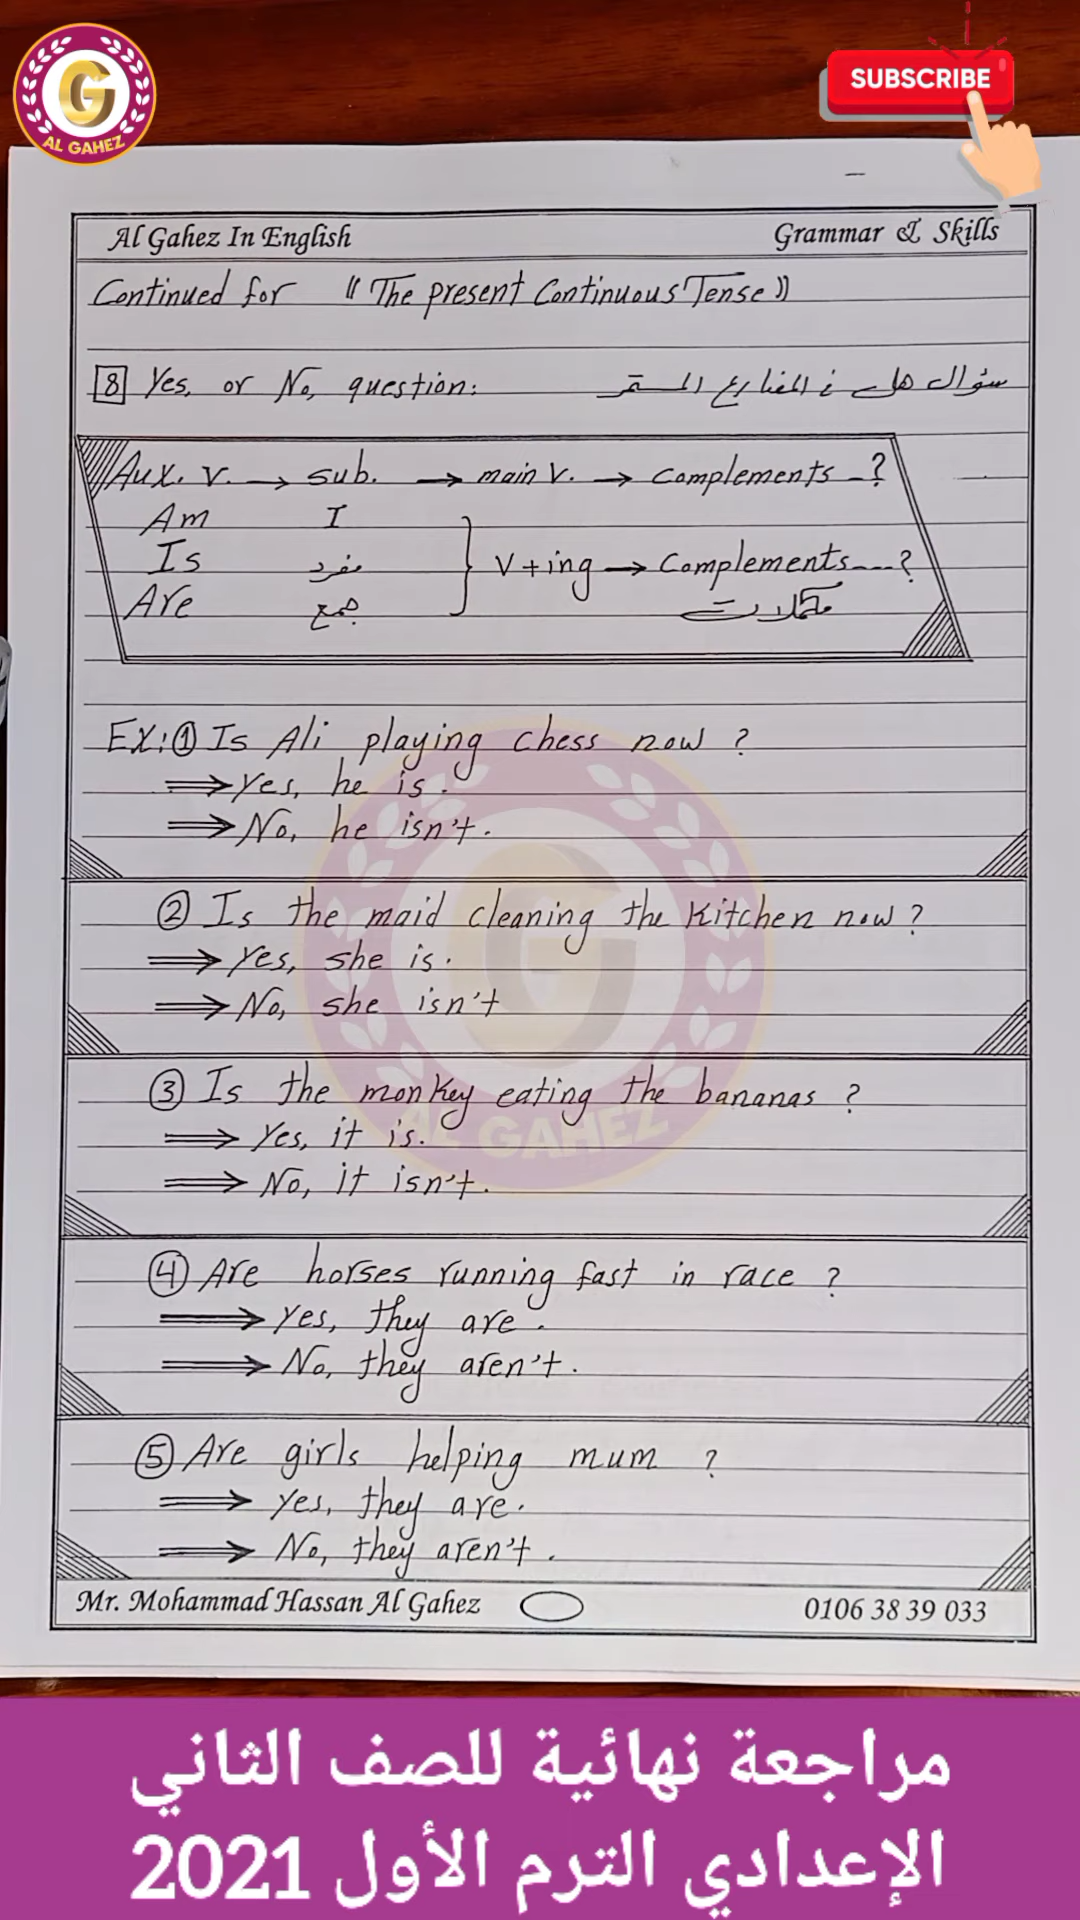 G
AL GAHEZ
SUBSCRIBE
Al Gahez In English Grammar & Skills
Continued for "The present Continuous Tense"
8 Yes, or No, question: سؤال هل في المضارع المستمر
Aux. V. → sub. → main V. → Complements -?
Am I
Is مفرد V+ing → Complements---?
Are جمع مكملات
Ex: ① Is Ali playing chess now ?
⇒ Yes, he is.
⇒ No, he isn't.
② Is the maid cleaning the Kitchen now ?
⇒ Yes, she is.
⇒ No, she isn't
③ Is the monkey eating the bananas ?
⇒ Yes, it is.
⇒ No, it isn't.
④ Are horses running fast in race ?
⇒ Yes, they are.
⇒ No, they aren't.
⑤ Are girls helping mum ?
⇒ Yes, they are.
⇒ No, they aren't.
Mr. Mohammad Hassan Al Gahez 0106 38 39 033
G
AL GAHEZ
مراجعة نهائية للصف الثاني
الإعدادي الترم الأول 2021